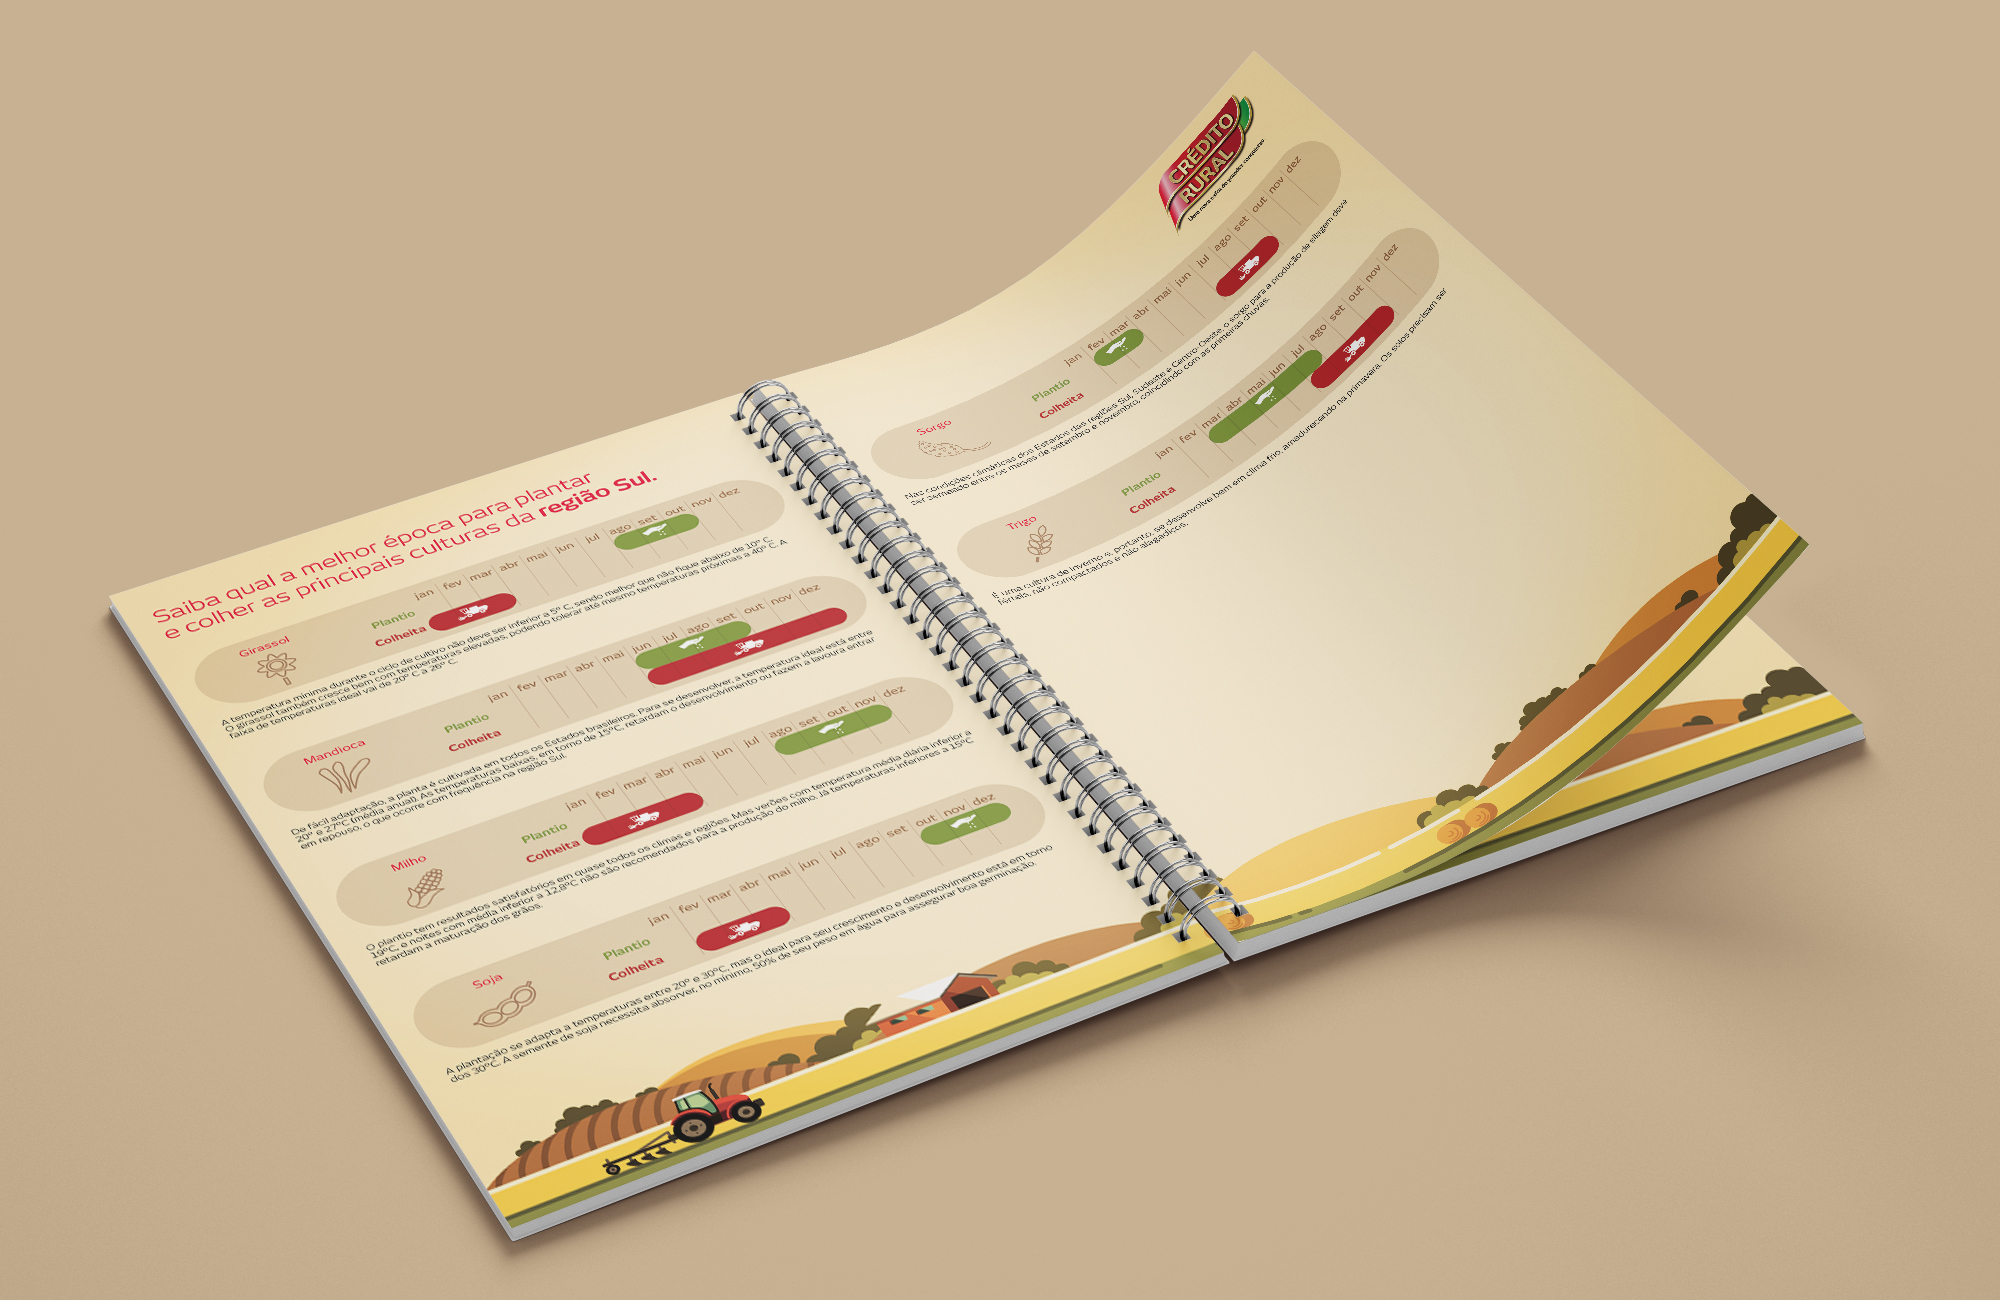 Saiba qual a melhor época para plantar
e colher as principais culturas da região Sul.
jan fev mar abr mai jun jul ago set out nov dez
Girassol
Plantio
Colheita
A temperatura mínima durante o ciclo de cultivo não deve ser inferior a 5º C, sendo melhor que não fique abaixo de 10º C.
O girassol também cresce bem com temperaturas elevadas, podendo tolerar até mesmo temperaturas próximas a 40º C. A
faixa de temperaturas ideal vai de 20º C a 26º C.
jan fev mar abr mai jun jul ago set out nov dez
Mandioca
Plantio
Colheita
De fácil adaptação, a planta é cultivada em todos os Estados brasileiros. Para se desenvolver, a temperatura ideal está entre
20º e 27ºC (média anual). As temperaturas baixas, em torno de 15ºC, retardam o desenvolvimento ou fazem a lavoura entrar
em repouso, o que ocorre com frequência na região Sul.
jan fev mar abr mai jun jul ago set out nov dez
Milho
Plantio
Colheita
O plantio tem resultados satisfatórios em quase todos os climas e regiões. Mas verões com temperatura média diária inferior a
19ºC, e noites com média inferior a 12,8ºC não são recomendados para a produção do milho. Já temperaturas inferiores a 15ºC
retardam a maturação dos grãos.
jan fev mar abr mai jun jul ago set out nov dez
Soja
Plantio
Colheita
A plantação se adapta a temperaturas entre 20º e 30ºC, mas o ideal para seu crescimento e desenvolvimento está em torno
dos 30ºC. A semente de soja necessita absorver, no mínimo, 50% de seu peso em água para assegurar boa germinação.
CRÉDITO
RURAL
jan fev mar abr mai jun jul ago set out nov dez
Sorgo
Plantio
Colheita
Nas condições climáticas dos Estados das regiões Sul, Sudeste e Centro-Oeste, o sorgo para a produção de silagem deve
ser semeado entre os meses de setembro e novembro, coincidindo com as primeiras chuvas.
jan fev mar abr mai jun jul ago set out nov dez
Trigo
Plantio
Colheita
É uma cultura de inverno e, portanto, se desenvolve bem em clima frio, amadurecendo na primavera. Os solos precisam ser
férteis, não compactados e não alagadiços.